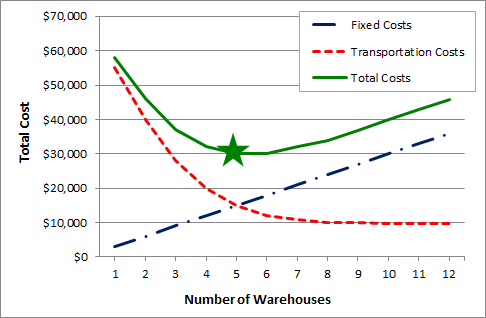 $70,000
$60,000
$50,000
$40,000
$30,000
$20,000
$10,000
$0
Total Cost
Fixed Costs
Transportation Costs
Total Costs
1 2 3 4 5 6 7 8 9 10 11 12
Number of Warehouses